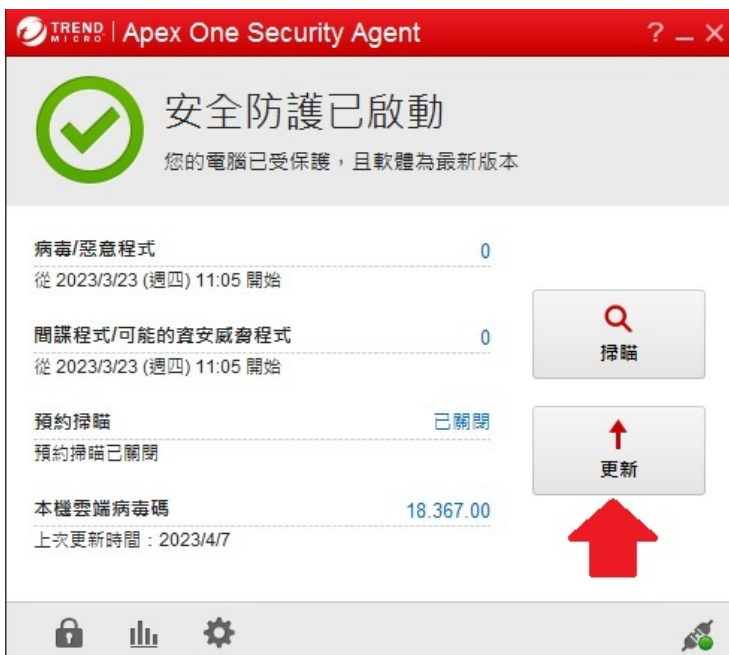 TREND MICRO | Apex One Security Agent ? – ×
安全防護已啟動
您的電腦已受保護，且軟體為最新版本
病毒/惡意程式 0
從 2023/3/23 (週四) 11:05 開始
間諜程式/可能的資安威脅程式 0
從 2023/3/23 (週四) 11:05 開始
掃瞄
預約掃瞄 已關閉
預約掃瞄已關閉
更新
本機雲端病毒碼 18.367.00
上次更新時間：2023/4/7